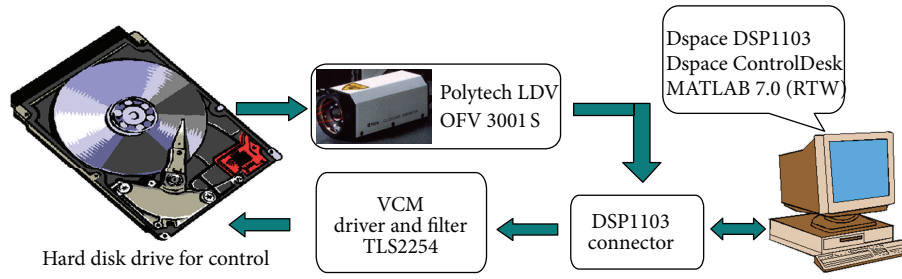 Dspace DSP1103
Dspace ControlDesk
MATLAB 7.0 (RTW)
Polytech LDV
OFV 3001 S
VCM
driver and filter
TLS2254
DSP1103
connector
Hard disk drive for control